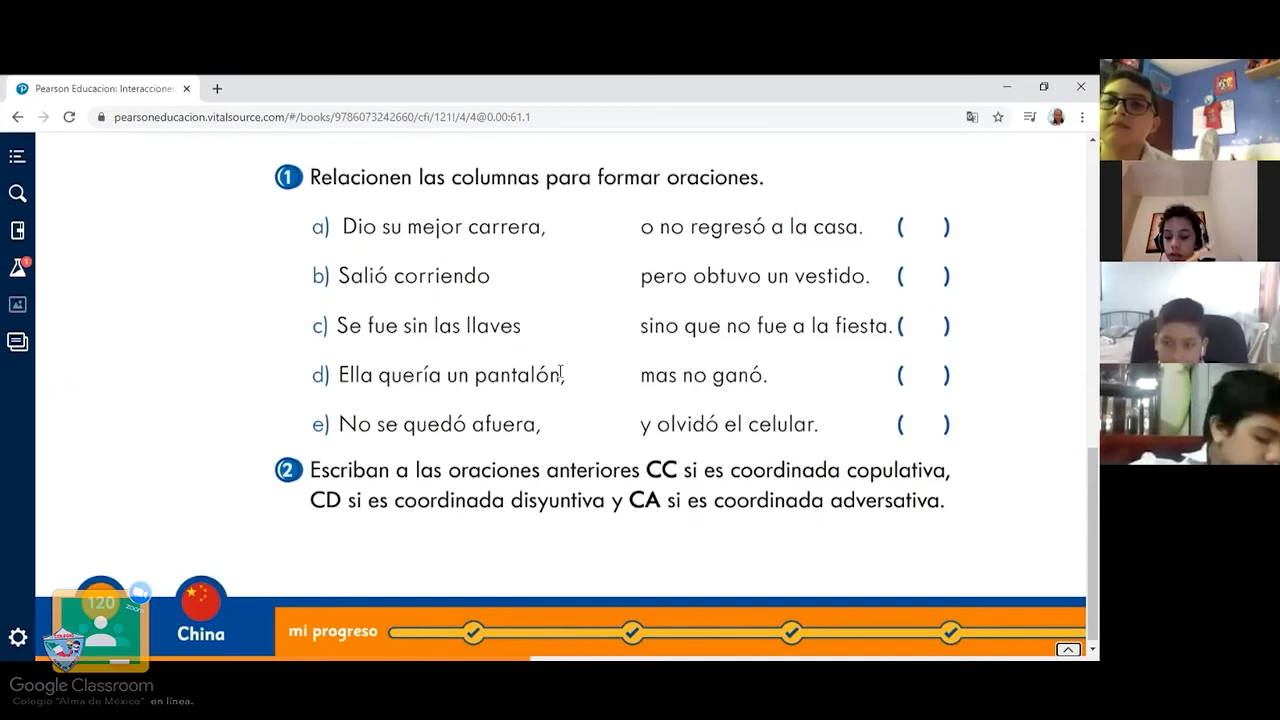 Pearson Educacion: Interaccione
pearsoneducacion.vitalsource.com/#/books/9786073242660/cfi/121!/4/4@0.00:61.1
1 Relacionen las columnas para formar oraciones.
a) Dio su mejor carrera, o no regresó a la casa. ( )
b) Salió corriendo pero obtuvo un vestido. ( )
c) Se fue sin las llaves sino que no fue a la fiesta. ( )
d) Ella quería un pantalón, mas no ganó. ( )
e) No se quedó afuera, y olvidó el celular. ( )
2 Escriban a las oraciones anteriores CC si es coordinada copulativa,
CD si es coordinada disyuntiva y CA si es coordinada adversativa.
120
zoom
COLEGIO
China
mi progreso
Google Classroom
Colegio "Alma de México" en línea.
1